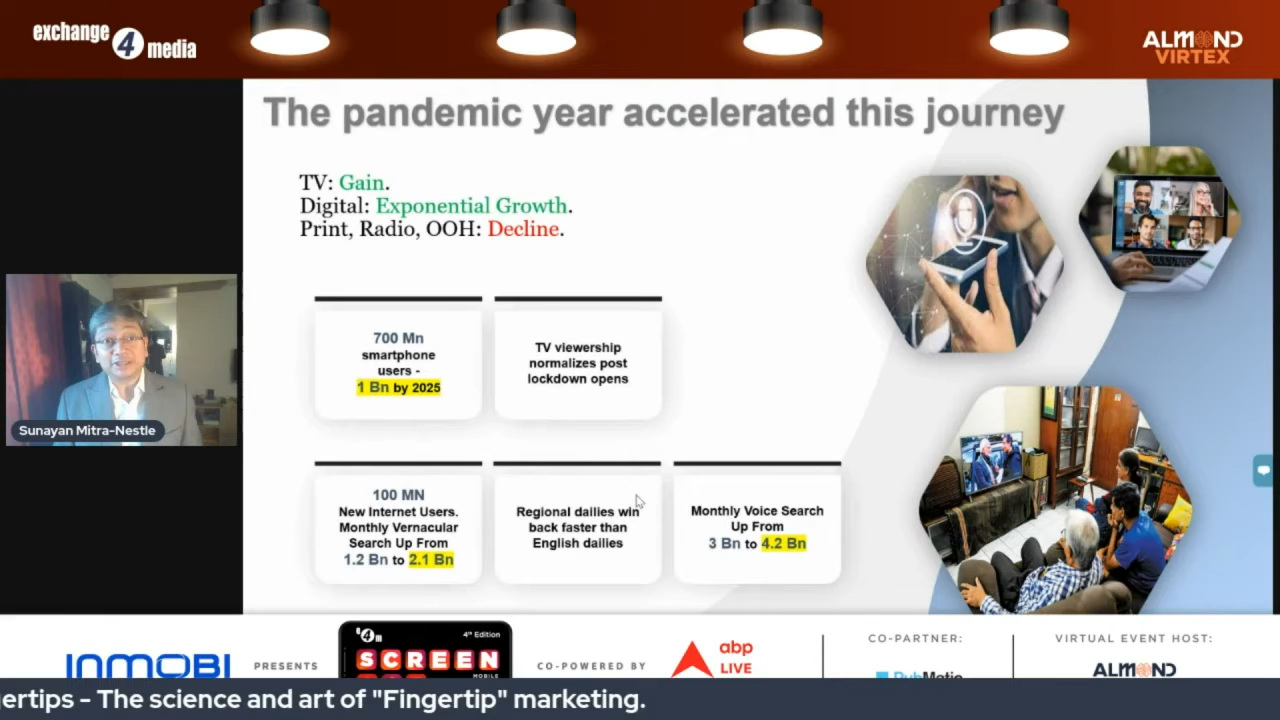 exchange
4
media
ALMOND
VIRTEX
The pandemic year accelerated this journey
TV: Gain.
Digital: Exponential Growth.
Print, Radio, OOH: Decline.
700 Mn
smartphone
users -
1 Bn by 2025
TV viewership
normalizes post
lockdown opens
Sunayan Mitra-Nestle
100 MN
New Internet Users.
Monthly Vernacular
Search Up From
1.2 Bn to 2.1 Bn
Regional dailies win
back faster than
English dailies
Monthly Voice Search
Up From
3 Bn to 4.2 Bn
INMOBI
PRESENTS
4th Edition
SCREEN
MOBILE
CO-POWERED BY
abp
LIVE
CO-PARTNER:
PubMatic
VIRTUAL EVENT HOST:
ALMOND
gertips - The science and art of "Fingertip" marketing.